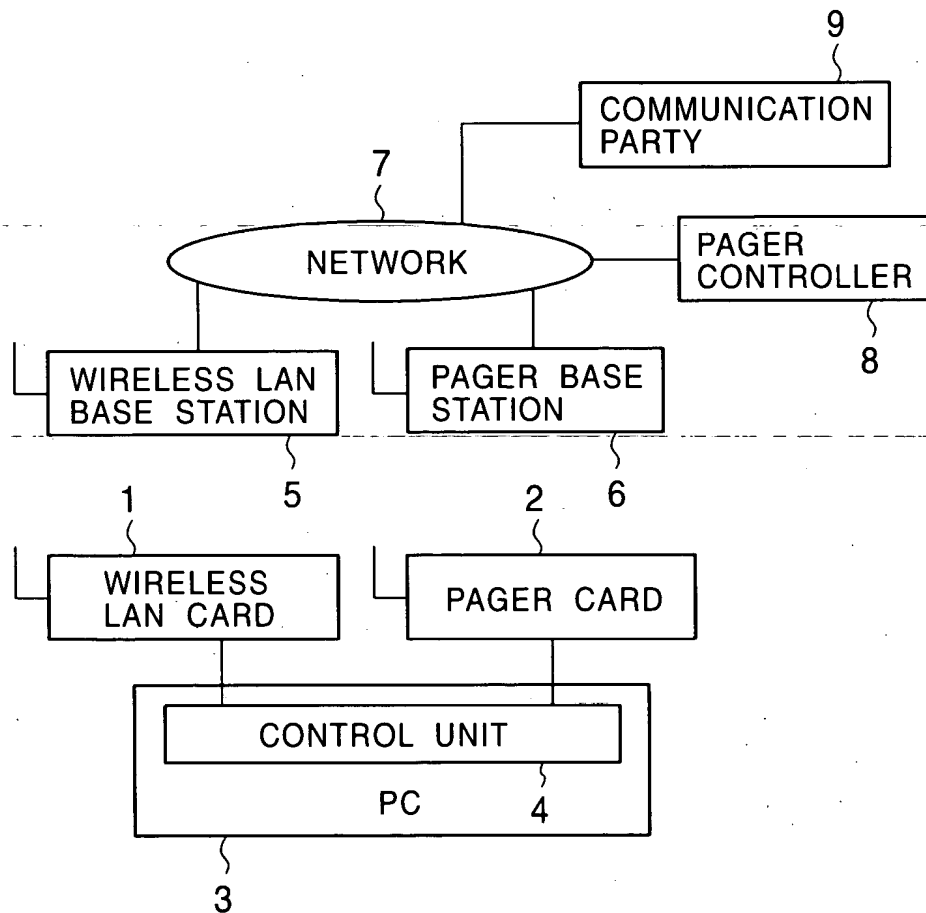 9
COMMUNICATION
PARTY
7
NETWORK
PAGER
CONTROLLER
8
WIRELESS LAN
BASE STATION
5
PAGER BASE
STATION
6
1
WIRELESS
LAN CARD
2
PAGER CARD
CONTROL UNIT
4
PC
3